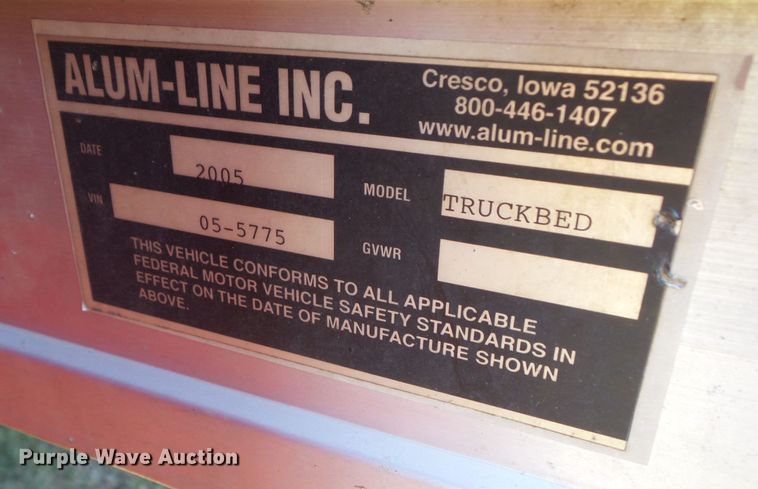 ALUM-LINE INC.
Cresco, Iowa 52136
800-446-1407
www.alum-line.com
DATE 2005 MODEL TRUCKBED
VIN 05-5775 GVWR
THIS VEHICLE CONFORMS TO ALL APPLICABLE
FEDERAL MOTOR VEHICLE SAFETY STANDARDS IN
EFFECT ON THE DATE OF MANUFACTURE SHOWN
ABOVE.
Purple Wave Auction